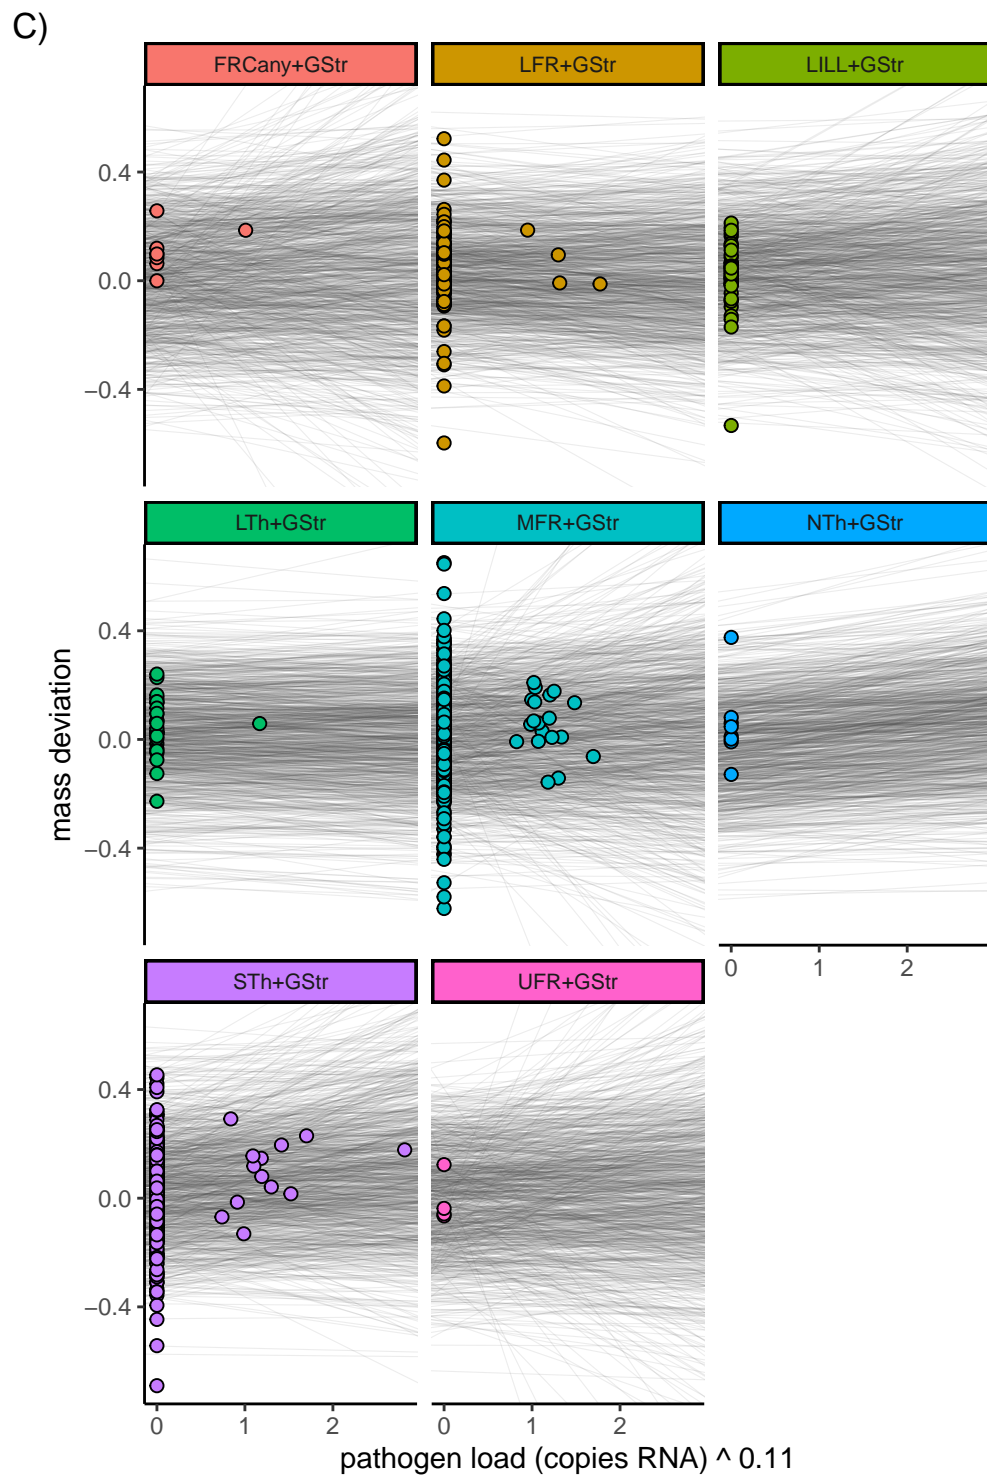 C)
FRCany+GStr LFR+GStr LILL+GStr
0.4
0.0
−0.4
LTh+GStr MFR+GStr NTh+GStr
0.4
0.0
−0.4
mass deviation
0 1 2
STh+GStr UFR+GStr
0.4
0.0
−0.4
0 1 2 0 1 2
pathogen load (copies RNA) ^ 0.11